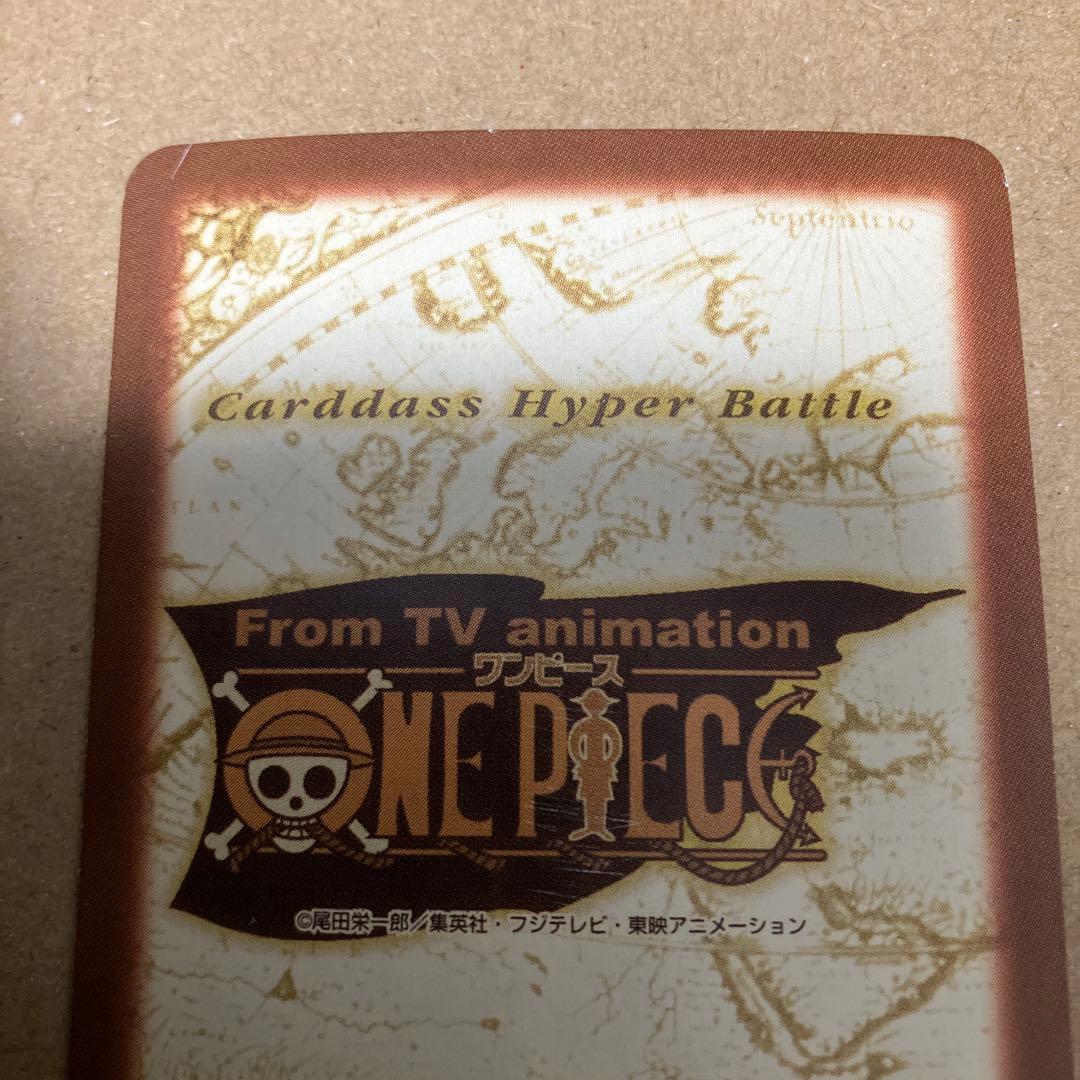 Septentrio
Carddass Hyper Battle
TLAN
From TV animation
ワンピース
ONE PIECE
©尾田栄一郎／集英社・フジテレビ・東映アニメーション